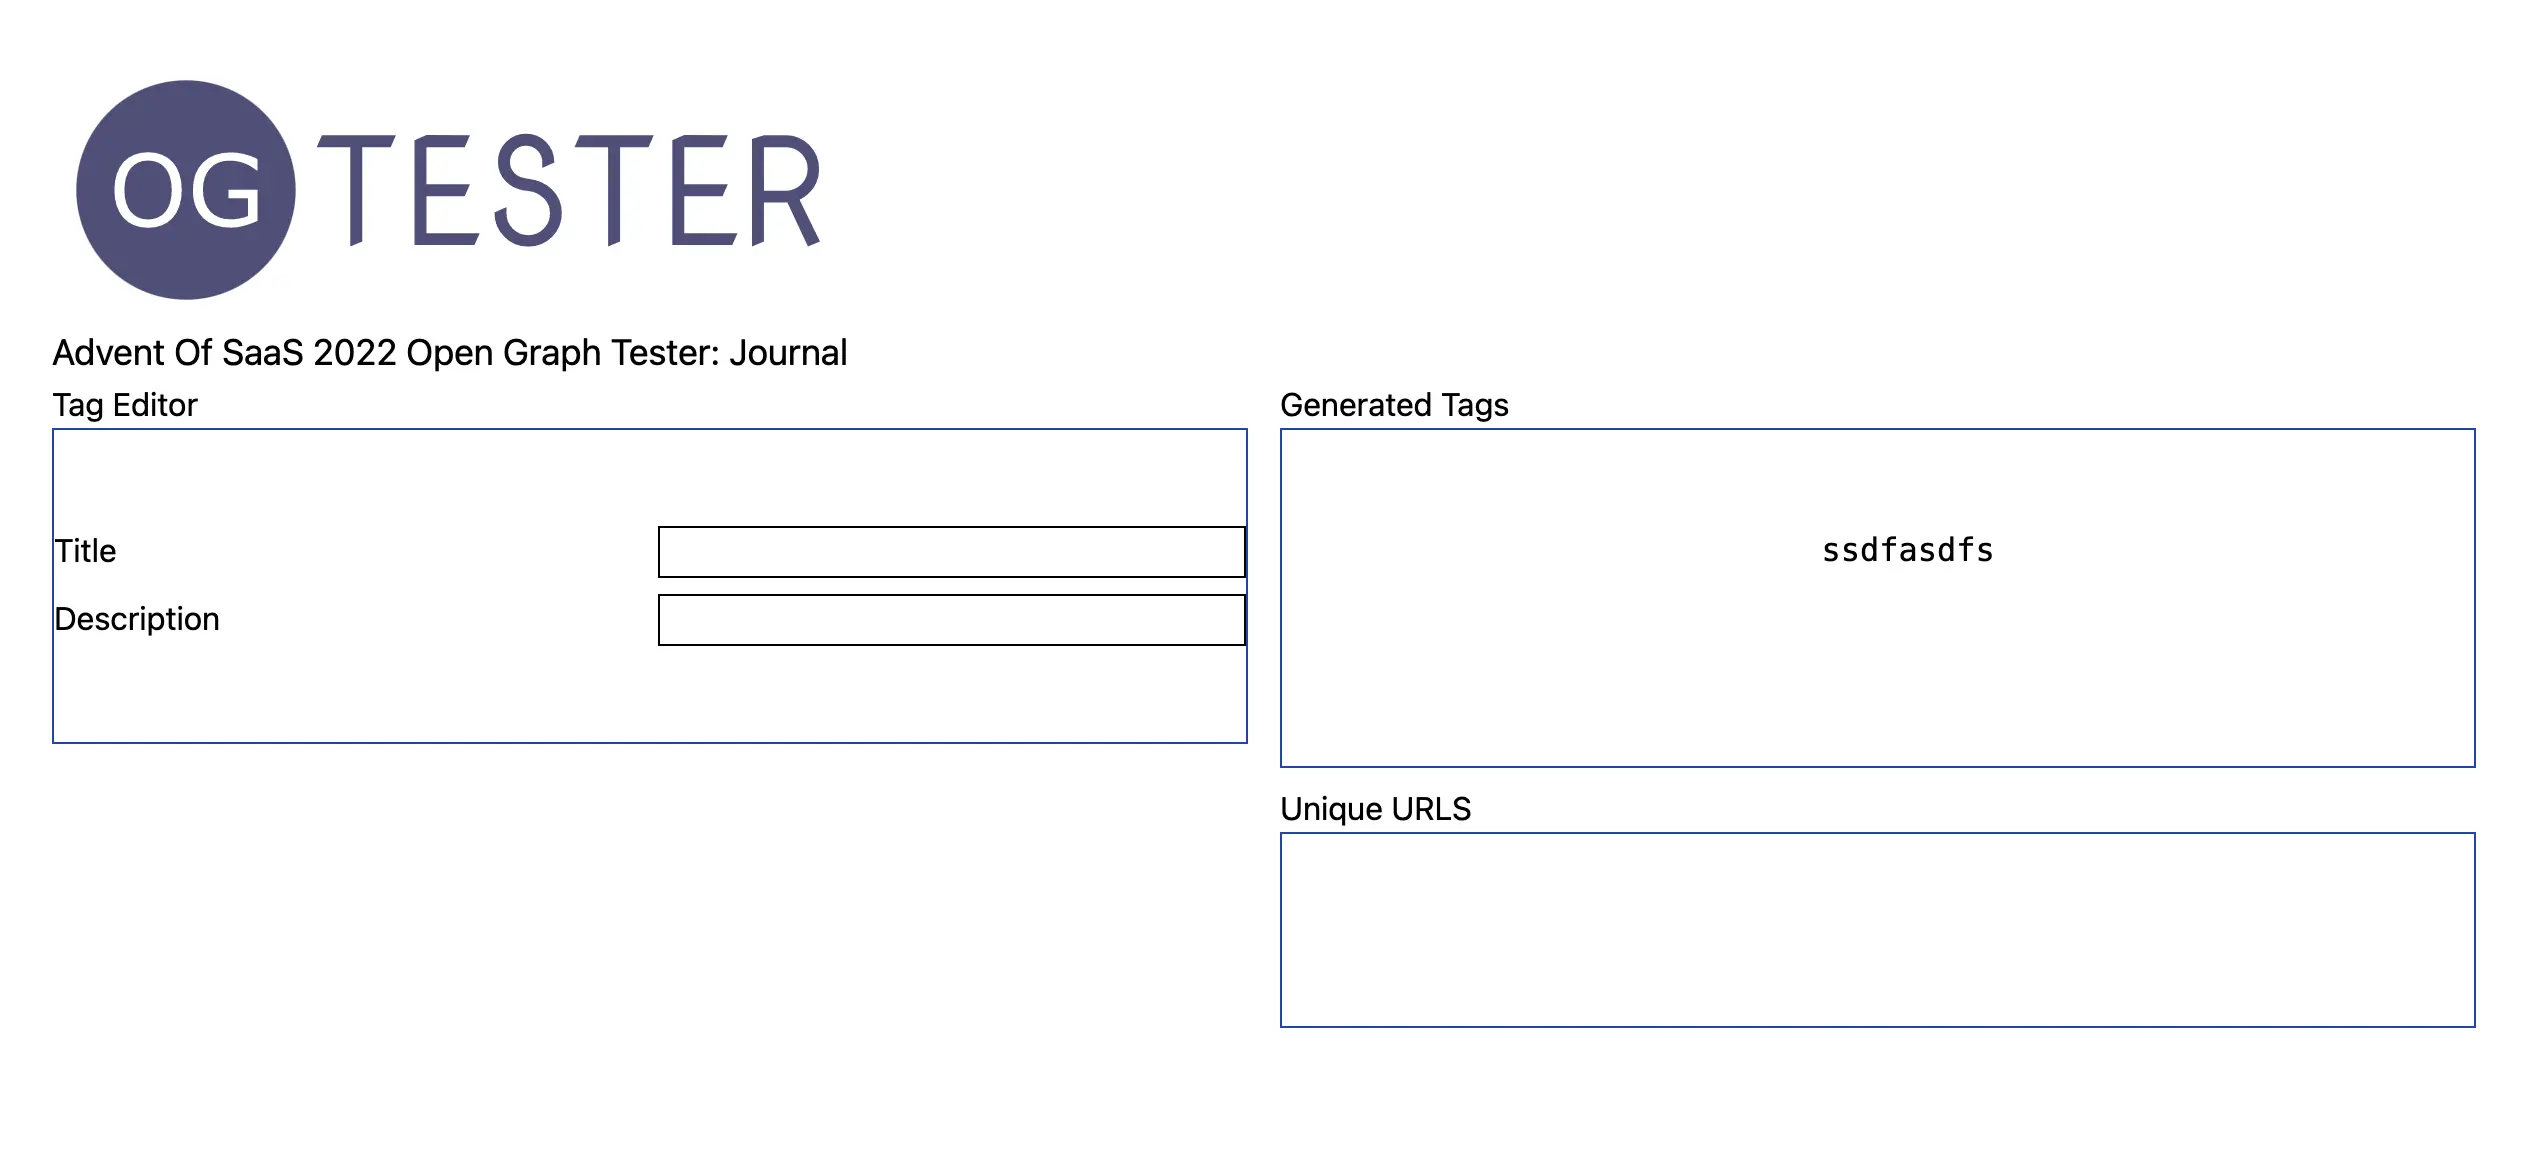 OG TESTER
Advent Of SaaS 2022 Open Graph Tester: Journal
Tag Editor
Title
Description
Generated Tags
ssdfasdfs
Unique URLS